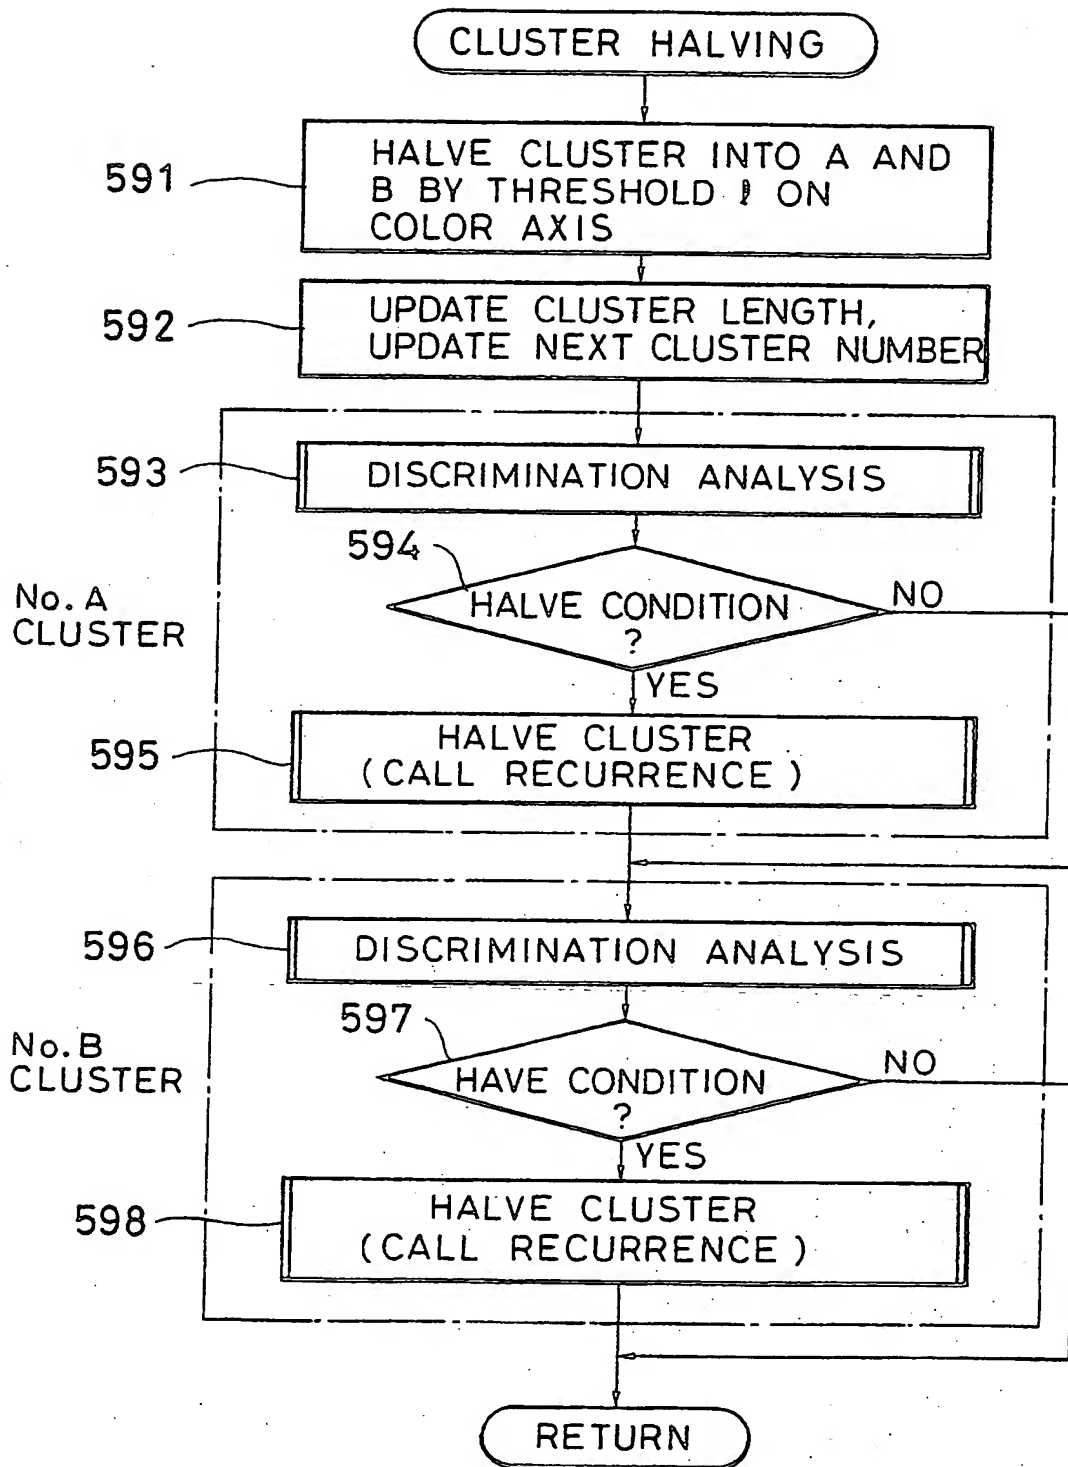 CLUSTER HALVING
591
HALVE CLUSTER INTO A AND
B BY THRESHOLD ℓ ON
COLOR AXIS
592
UPDATE CLUSTER LENGTH,
UPDATE NEXT CLUSTER NUMBER
593
DISCRIMINATION ANALYSIS
594
No. A
CLUSTER
HALVE CONDITION
?
NO
YES
595
HALVE CLUSTER
(CALL RECURRENCE)
596
DISCRIMINATION ANALYSIS
597
No. B
CLUSTER
HAVE CONDITION
?
NO
YES
598
HALVE CLUSTER
(CALL RECURRENCE)
RETURN